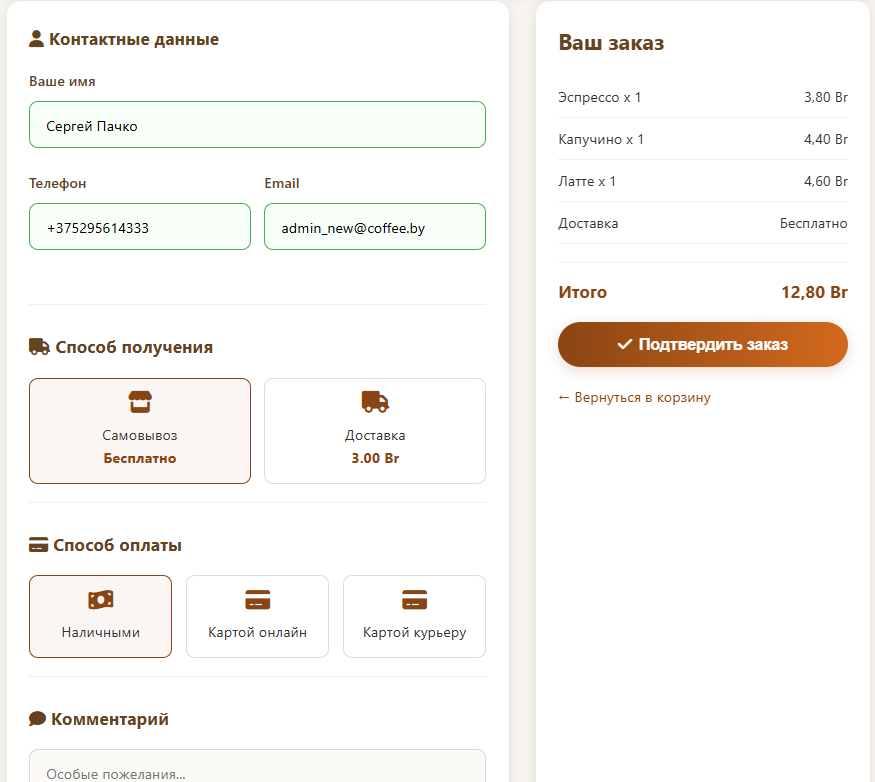 Контактные данные
Ваше имя
Сергей Пачко
Телефон
Email
+375295614333
admin_new@coffee.by
Способ получения
Самовывоз
Бесплатно
Доставка
3.00 Br
Способ оплаты
Наличными
Картой онлайн
Картой курьеру
Комментарий
Особые пожелания...
Ваш заказ
Эспрессо x 1 3,80 Br
Капучино x 1 4,40 Br
Латте x 1 4,60 Br
Доставка Бесплатно
Итого 12,80 Br
Подтвердить заказ
← Вернуться в корзину